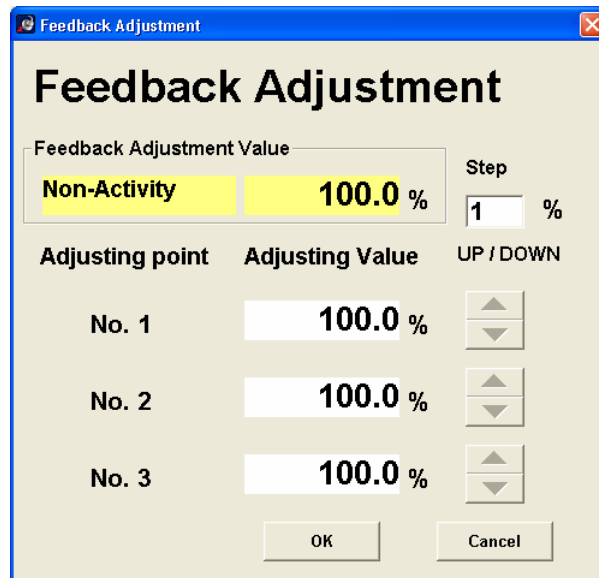 Feedback Adjustment
Feedback Adjustment
Feedback Adjustment Value
Non-Activity 100.0 %
Step
1 %
Adjusting point Adjusting Value UP / DOWN
No. 1 100.0 %
No. 2 100.0 %
No. 3 100.0 %
OK Cancel